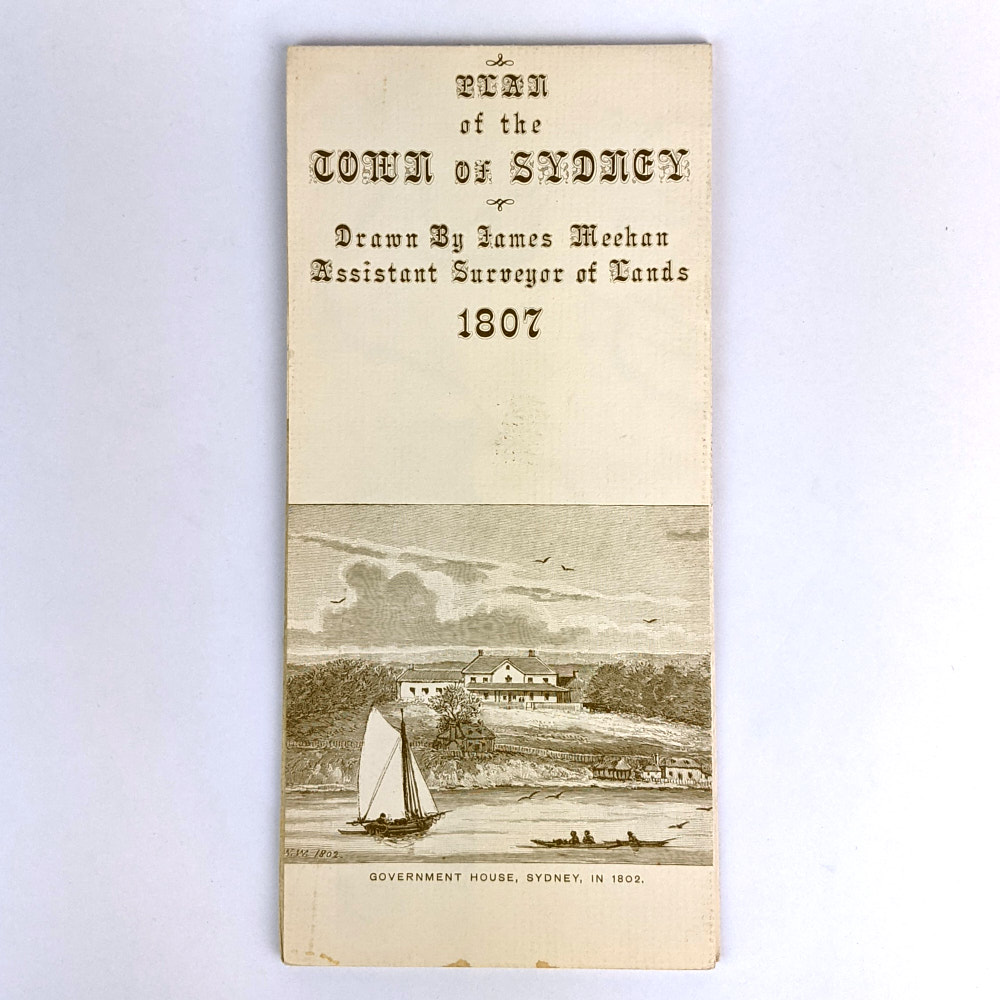 PLAN
of the
TOWN OF SYDNEY
Drawn By James Meehan
Assistant Surveyor of Lands
1807
1802.
GOVERNMENT HOUSE, SYDNEY, IN 1802.